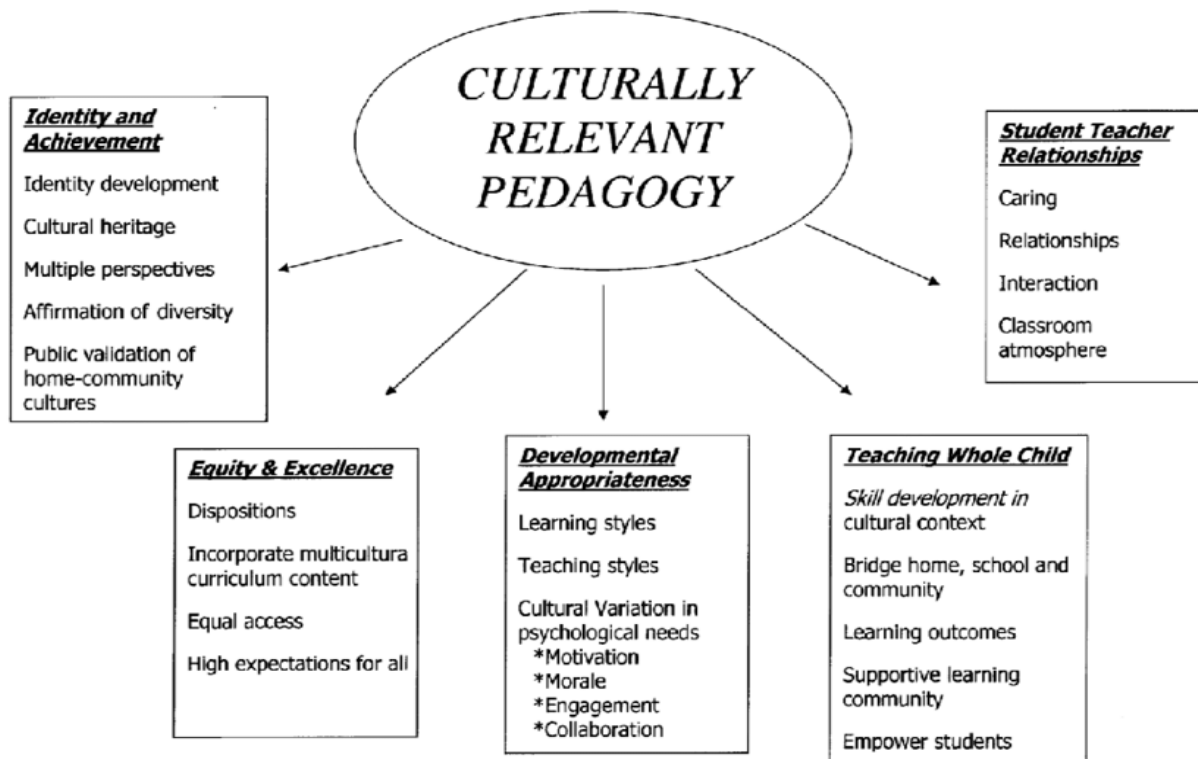 CULTURALLY
RELEVANT
PEDAGOGY
Identity and
Achievement
Identity development
Cultural heritage
Multiple perspectives
Affirmation of diversity
Public validation of
home-community
cultures
Equity & Excellence
Dispositions
Incorporate multicultura
curriculum content
Equal access
High expectations for all
Developmental
Appropriateness
Learning styles
Teaching styles
Cultural Variation in
psychological needs
*Motivation
*Morale
*Engagement
*Collaboration
Teaching Whole Child
Skill development in
cultural context
Bridge home, school and
community
Learning outcomes
Supportive learning
community
Empower students
Student Teacher
Relationships
Caring
Relationships
Interaction
Classroom
atmosphere